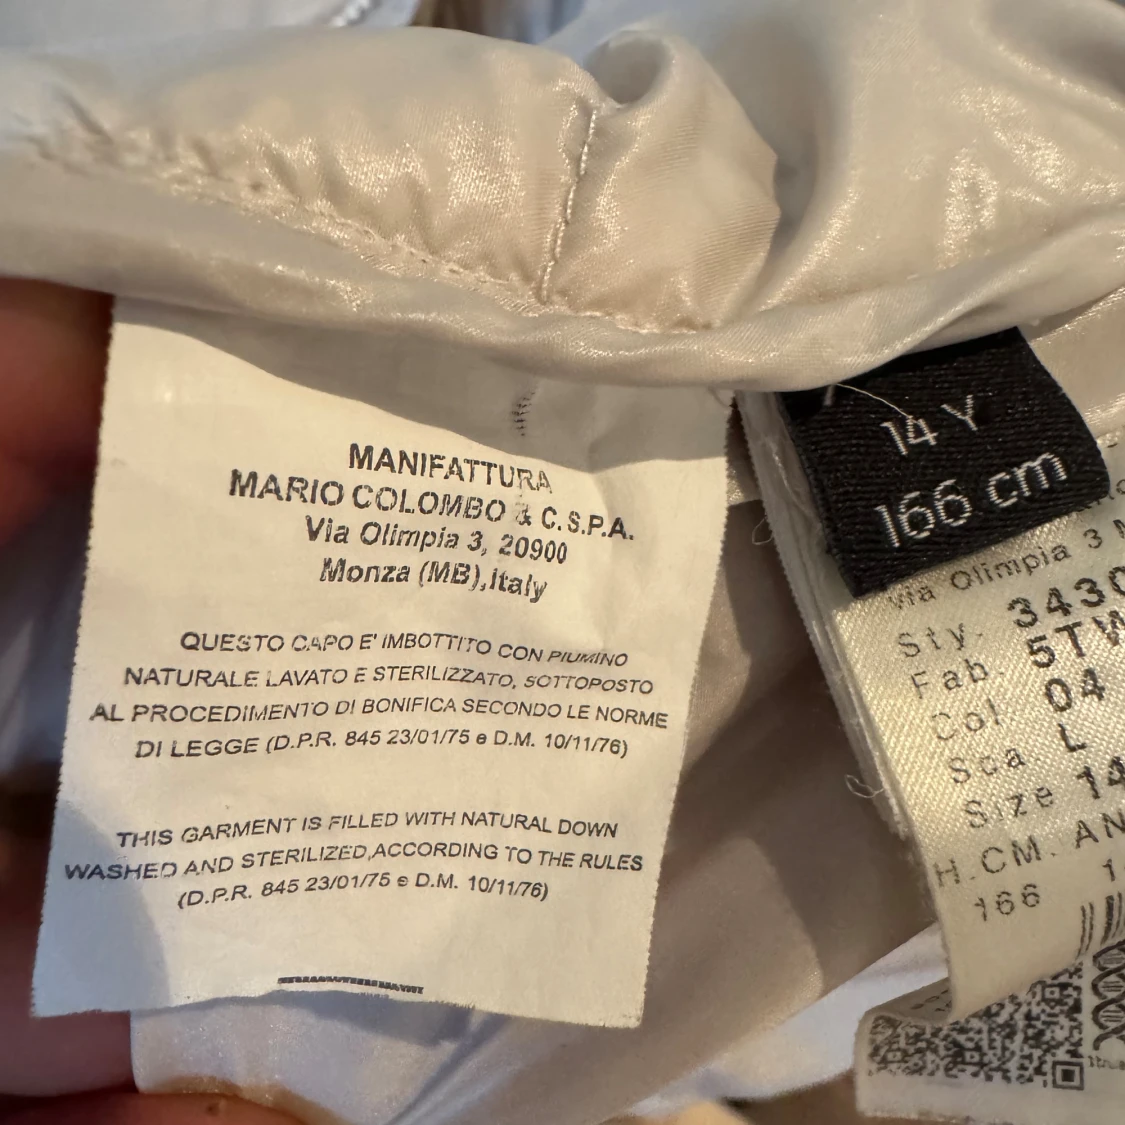 MANIFATTURA
MARIO COLOMBO & C. S.P.A.
Via Olimpia 3, 20900
Monza (MB), Italy
QUESTO CAPO E' IMBOTTITO CON PIUMINO
NATURALE LAVATO E STERILIZZATO, SOTTOPOSTO
AL PROCEDIMENTO DI BONIFICA SECONDO LE NORME
DI LEGGE (D.P.R. 845 23/01/75 e D.M. 10/11/76)
THIS GARMENT IS FILLED WITH NATURAL DOWN
WASHED AND STERILIZED, ACCORDING TO THE RULES
(D.P.R. 845 23/01/75 e D.M. 10/11/76)
14 Y
166 cm
Via Olimpia 3
Sty. 3430
Fab. 5TW
Col. 04
Sca L
Size 14
H.CM. AN
166 1